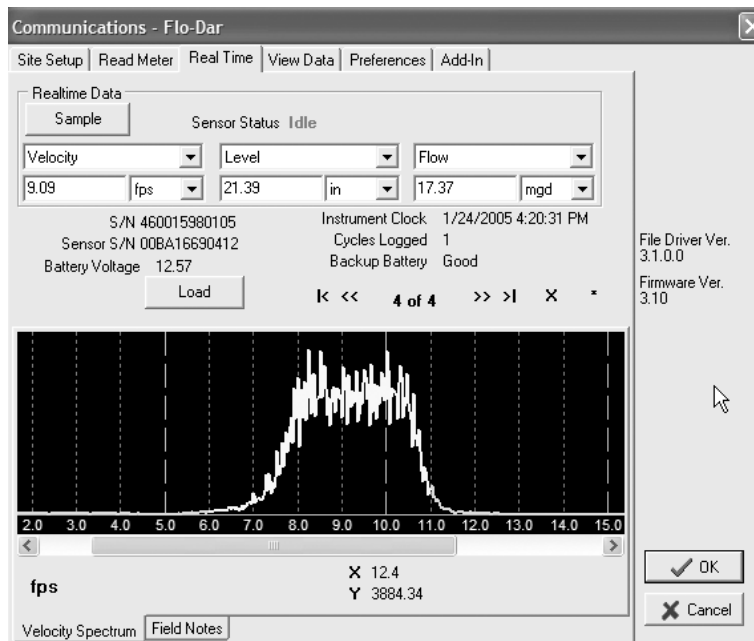 Communications - Flo-Dar
Site Setup Read Meter Real Time View Data Preferences Add-In
Realtime Data
Sample Sensor Status Idle
Velocity Level Flow
9.09 fps 21.39 in 17.37 mgd
S/N 460015980105 Instrument Clock 1/24/2005 4:20:31 PM
Sensor S/N 00BA16690412 Cycles Logged 1
Battery Voltage 12.57 Backup Battery Good
File Driver Ver.
3.1.0.0
Firmware Ver.
3.10
Load |< << 4 of 4 >> >| X *
2.0 3.0 4.0 5.0 6.0 7.0 8.0 9.0 10.0 11.0 12.0 13.0 14.0 15.0
fps
X 12.4
Y 3884.34
OK
Cancel
Velocity Spectrum Field Notes